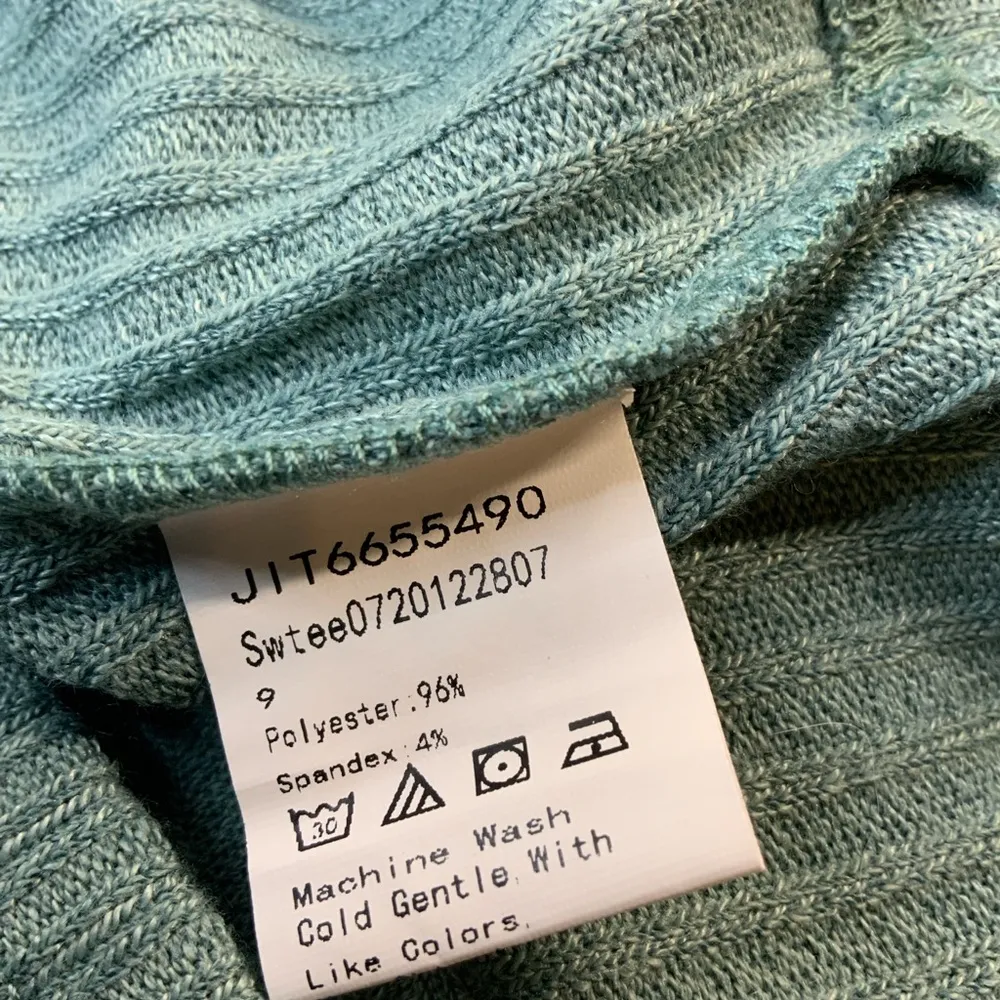 JIT6655490
Swtee0720122807
9
Polyester:96%
Spandex:4%
30
Machine Wash
Cold Gentle, With
Like Colors.